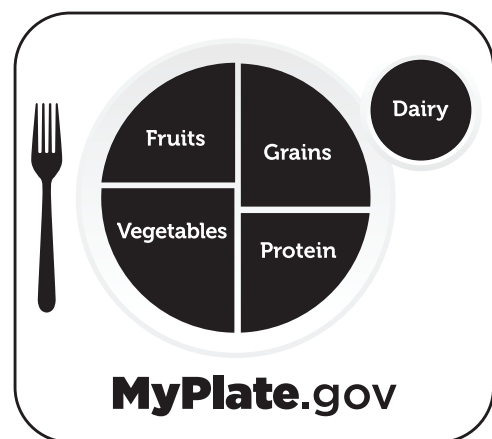 Dairy
Fruits
Grains
Vegetables
Protein
MyPlate.gov